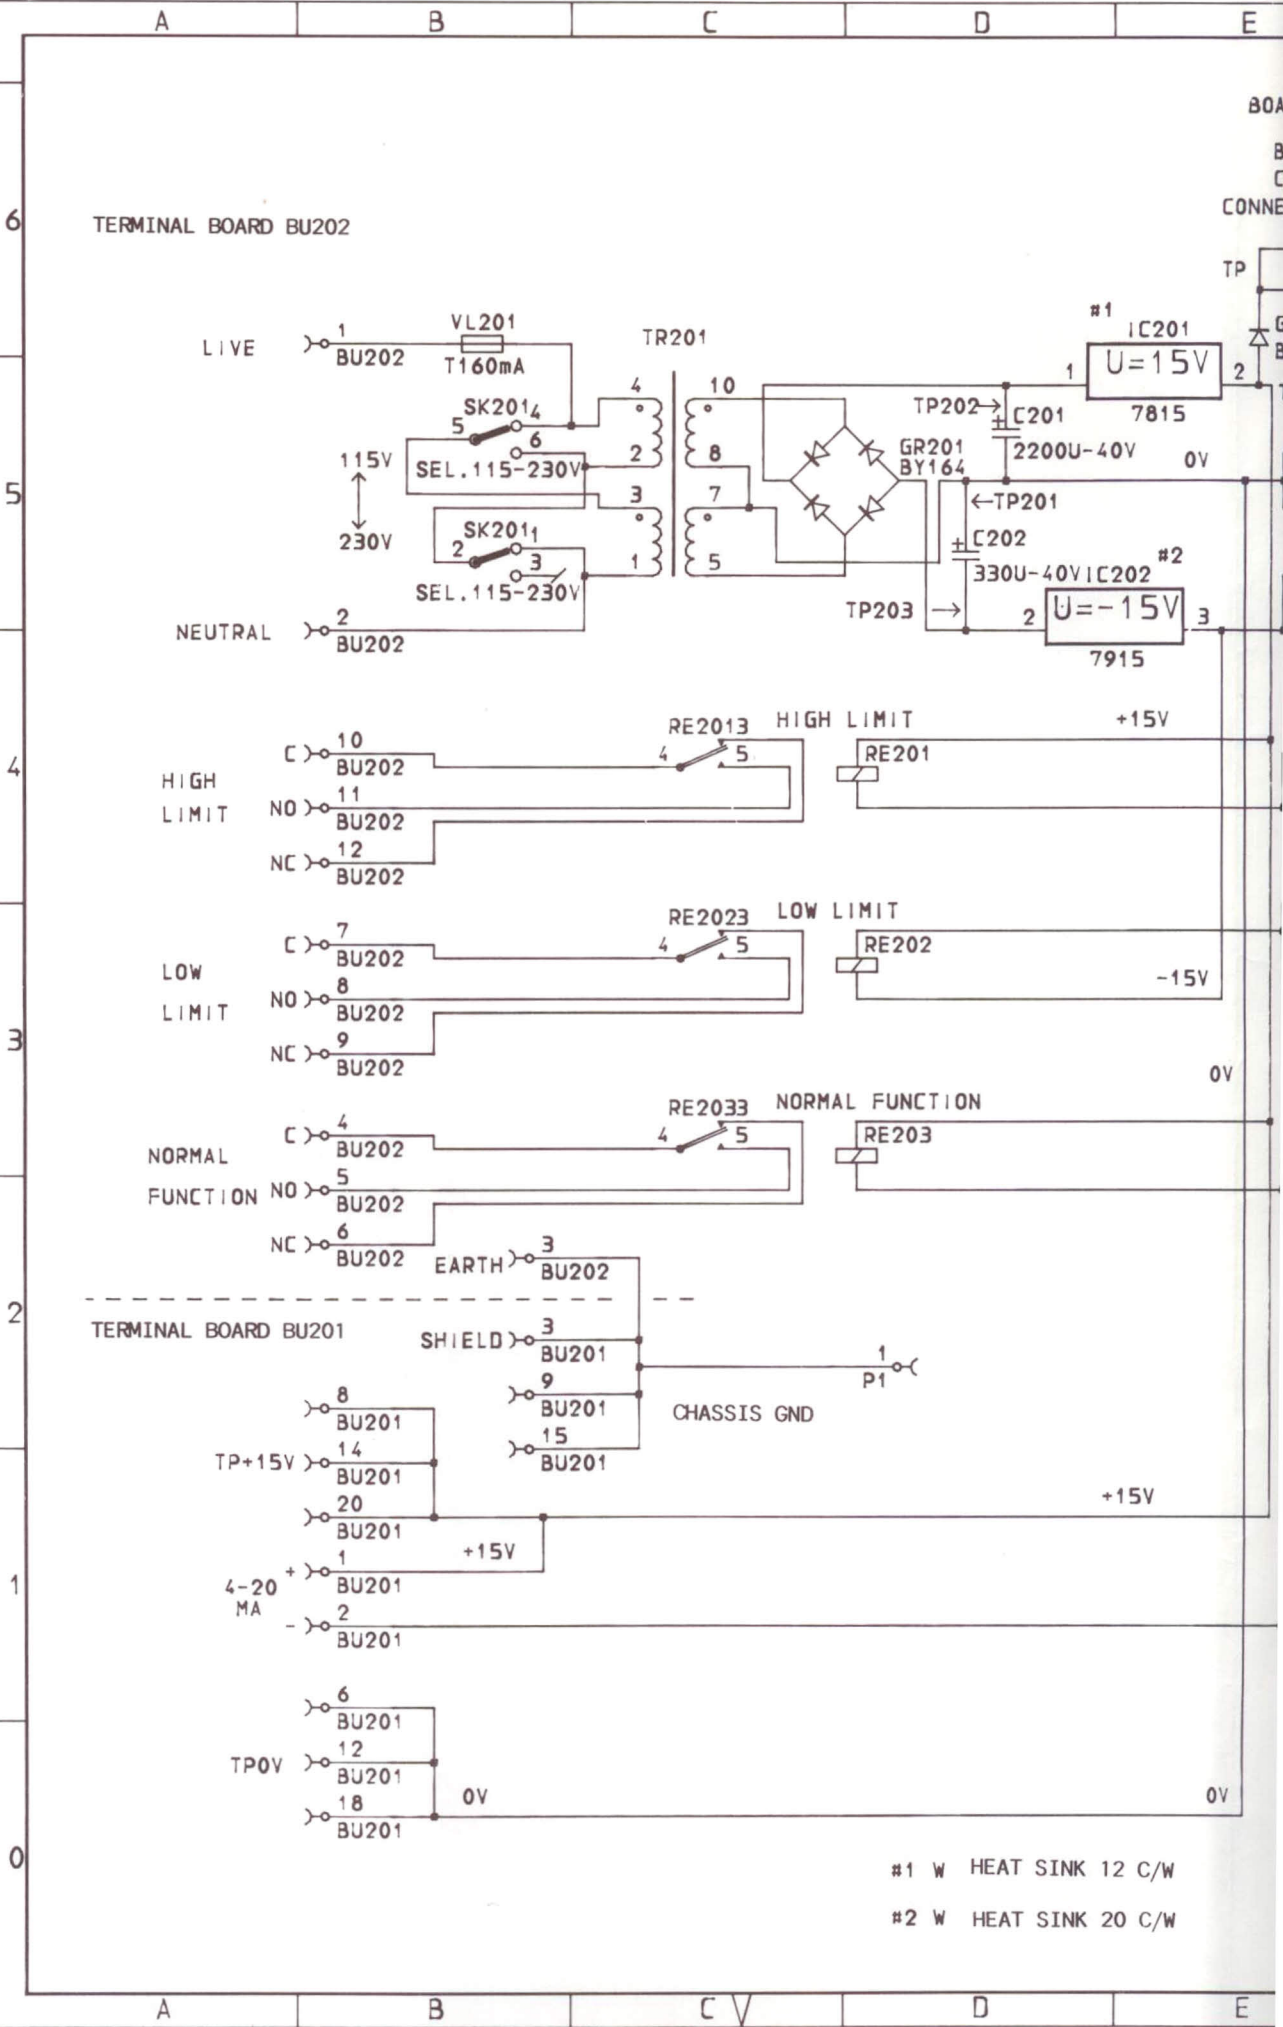 A B C D E
BOA
B
C
CONNE
6
TERMINAL BOARD BU202
TP
#1
IC201
U=15V
1
2
7815
LIVE
1
BU202
VL201
T160mA
TR201
4
10
SK201
4
5
6
SEL.115-230V
2
8
TP202
+
C201
2200U-40V
GR201
BY164
0V
115V
230V
5
3
7
TP201
SK201
1
2
3
SEL.115-230V
1
5
+
C202
330U-40V
IC202
#2
U=-15V
2
3
7915
TP203
NEUTRAL
2
BU202
4
HIGH
LIMIT
C
10
BU202
NO
11
BU202
NC
12
BU202
RE2013
4
5
HIGH LIMIT
RE201
+15V
3
LOW
LIMIT
C
7
BU202
NO
8
BU202
NC
9
BU202
RE2023
4
5
LOW LIMIT
RE202
-15V
0V
NORMAL
FUNCTION
C
4
BU202
NO
5
BU202
NC
6
BU202
RE2033
4
5
NORMAL FUNCTION
RE203
EARTH
3
BU202
2
TERMINAL BOARD BU201
SHIELD
3
BU201
9
BU201
15
BU201
1
P1
CHASSIS GND
8
BU201
TP+15V
14
BU201
20
BU201
+15V
+15V
1
4-20
MA
+
1
BU201
-
2
BU201
6
BU201
TP0V
12
BU201
18
BU201
0V
0V
0
#1 W HEAT SINK 12 C/W
#2 W HEAT SINK 20 C/W
A B C D E